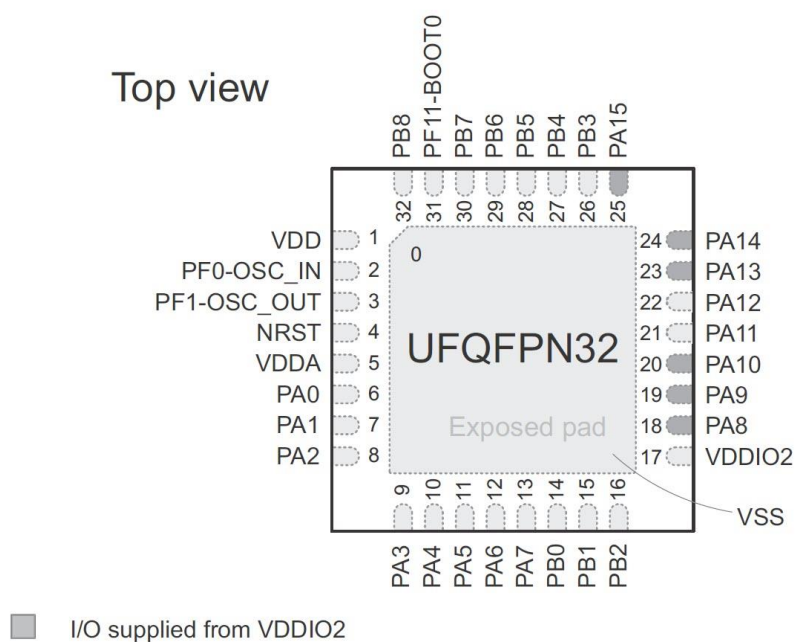 Top view
PB8
PF11-BOOT0
PB7
PB6
PB5
PB4
PB3
PA15
32
31
30
29
28
27
26
25
VDD 1
PF0-OSC_IN 2
PF1-OSC_OUT 3
NRST 4
VDDA 5
PA0 6
PA1 7
PA2 8
0
UFQFPN32
Exposed pad
24 PA14
23 PA13
22 PA12
21 PA11
20 PA10
19 PA9
18 PA8
17 VDDIO2
VSS
9
10
11
12
13
14
15
16
PA3
PA4
PA5
PA6
PA7
PB0
PB1
PB2
I/O supplied from VDDIO2